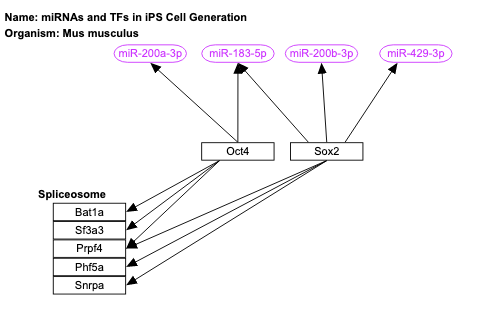 Name: miRNAs and TFs in iPS Cell Generation
Organism: Mus musculus
miR-200a-3p
miR-183-5p
miR-200b-3p
miR-429-3p
Oct4
Sox2
Spliceosome
Bat1a
Sf3a3
Prpf4
Phf5a
Snrpa